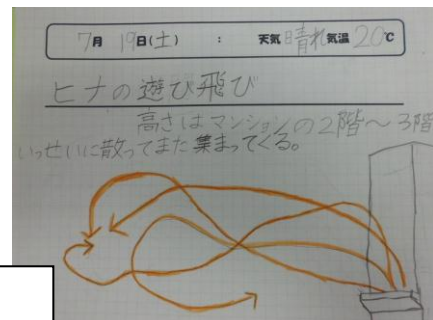 7月 19日(土) : 天気 晴れ 気温 20℃
ヒナの遊び飛び
高さはマンションの2階~3階
いっせいに散ってまた集まってくる。